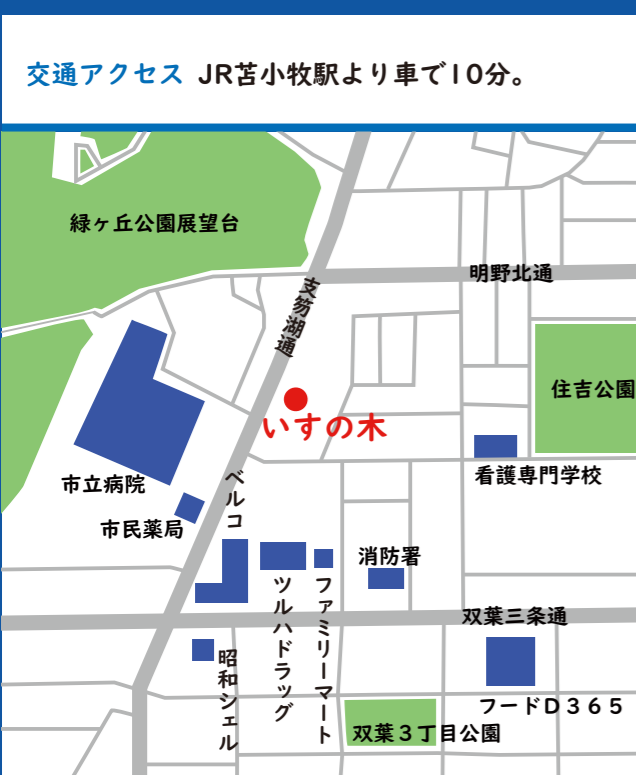 交通アクセス JR苫小牧駅より車で10分。
緑ヶ丘公園展望台
明野北通
支笏湖通
住吉公園
いすの木
看護専門学校
市立病院
ベルコ
市民薬局
消防署
ツルハドラッグ
ファミリーマート
双葉三条通
昭和シェル
フードD365
双葉3丁目公園